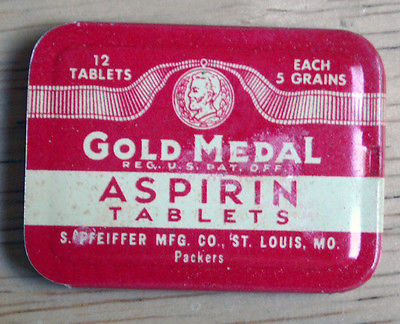 12 TABLETS
EACH 5 GRAINS
GOLD MEDAL
REG. U.S. PAT. OFF.
ASPIRIN
TABLETS
S. PFEIFFER MFG. CO., ST. LOUIS, MO.
Packers